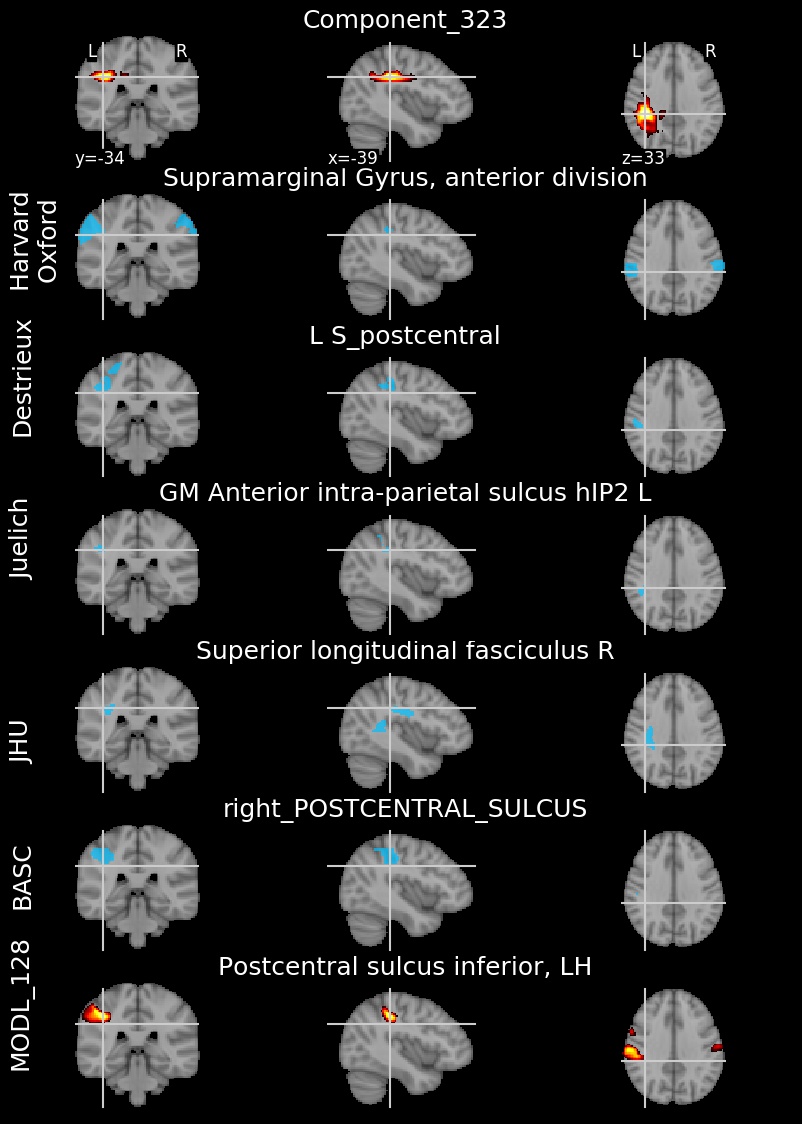 Component_323
L R
L R
y=-34 x=-39 z=33
Supramarginal Gyrus, anterior division
Harvard
Oxford
L S_postcentral
Destrieux
GM Anterior intra-parietal sulcus hIP2 L
Juelich
Superior longitudinal fasciculus R
JHU
right_POSTCENTRAL_SULCUS
BASC
Postcentral sulcus inferior, LH
MODL_128